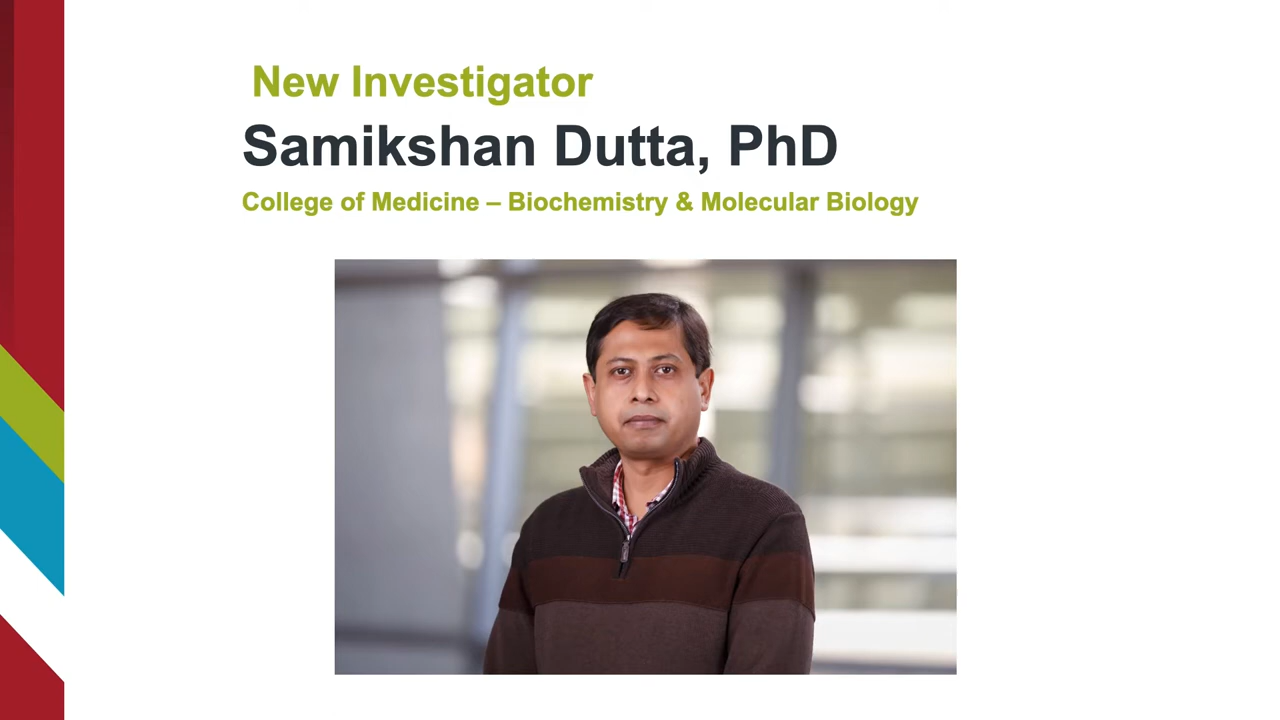 New Investigator
Samikshan Dutta, PhD
College of Medicine – Biochemistry & Molecular Biology